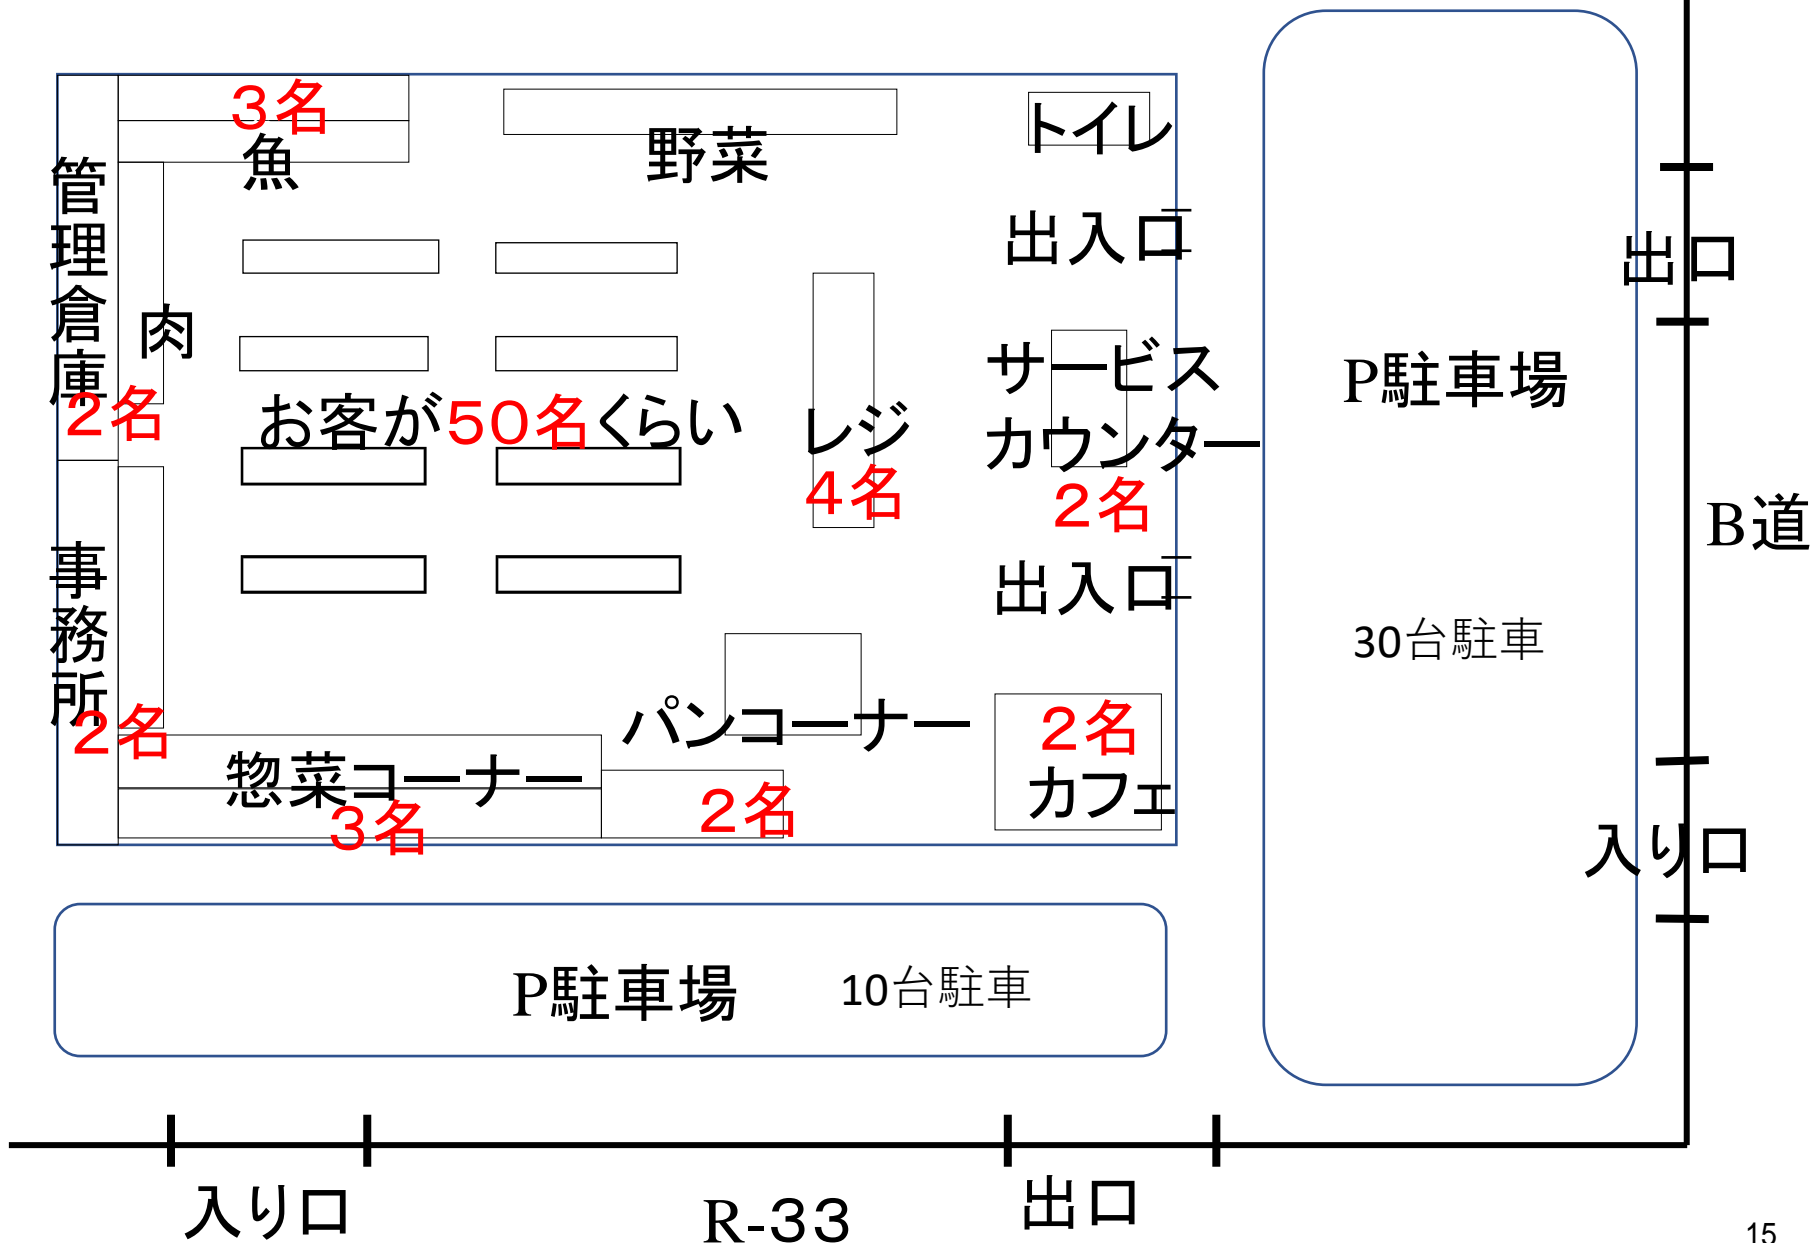 3名
魚
野菜
トイレ
管理倉庫
出入口
出口
肉
2名
お客が50名くらい
レジ
4名
サービス
カウンター
2名
P駐車場
30台駐車
B道
出入口
事務所
2名
惣菜コーナー
3名
パンコーナー
2名
2名
カフェ
入り口
P駐車場
10台駐車
入り口
R-33
出口
15